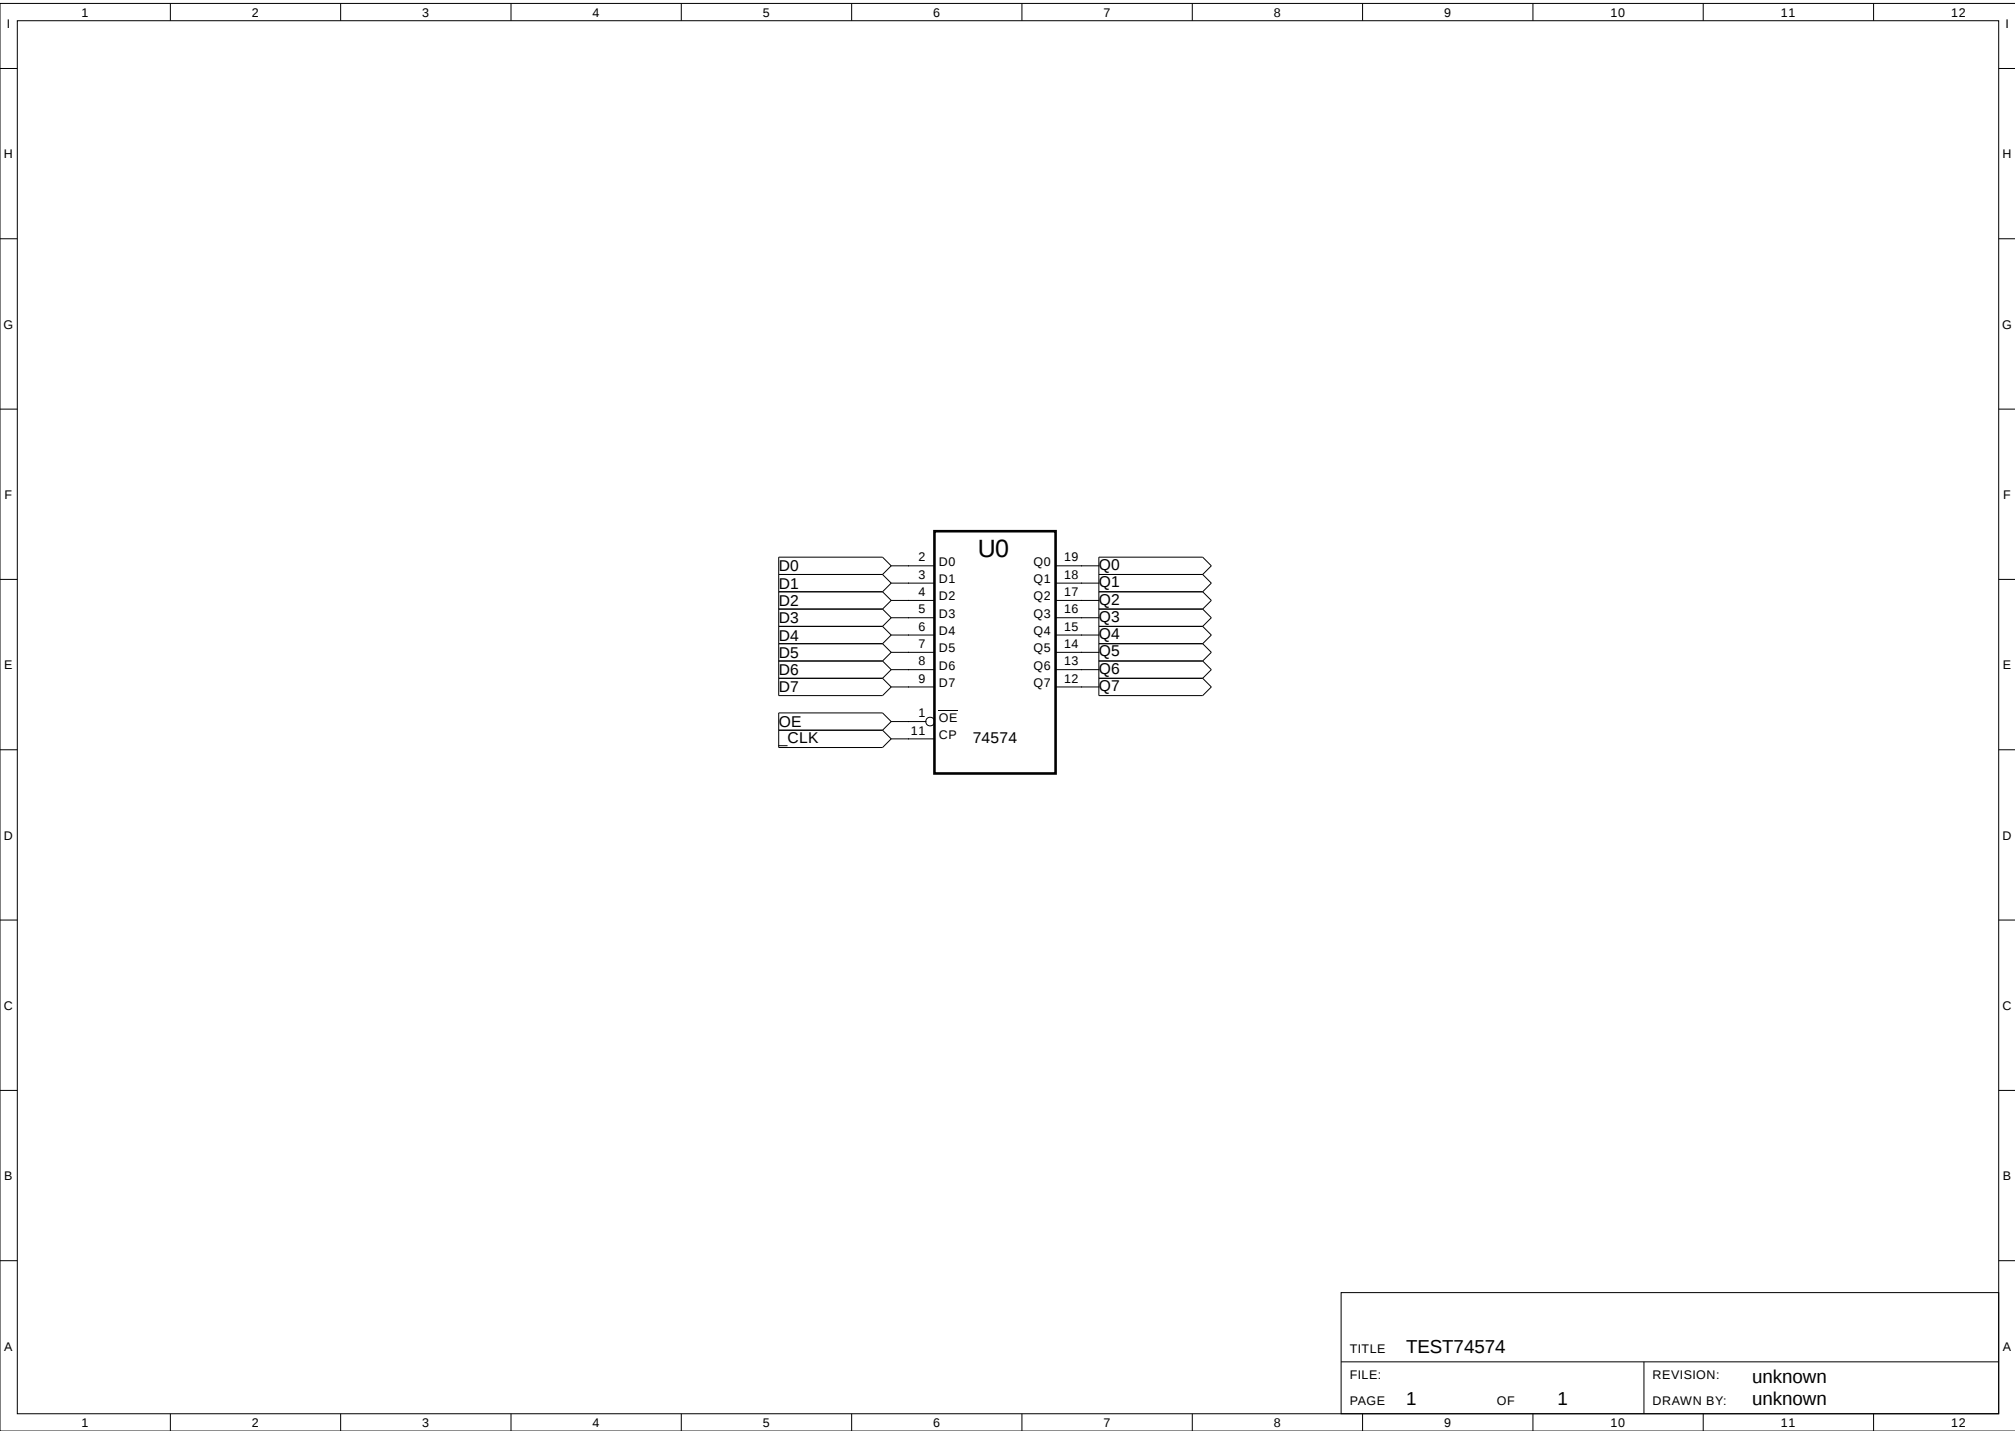 1 2 3 4 5 6 7 8 9 10 11 12
I I
H H
G G
F F
U0
D0 2 D0 Q0 19 Q0
D1 3 D1 Q1 18 Q1
D2 4 D2 Q2 17 Q2
D3 5 D3 Q3 16 Q3
D4 6 D4 Q4 15 Q4
D5 7 D5 Q5 14 Q5
E E
D6 8 D6 Q6 13 Q6
D7 9 D7 Q7 12 Q7
OE 1 OE
_CLK 11 CP 74574
D D
C C
B B
A A
TITLE TEST74574
FILE: REVISION: unknown
PAGE 1 OF 1 DRAWN BY: unknown
1 2 3 4 5 6 7 8 9 10 11 12